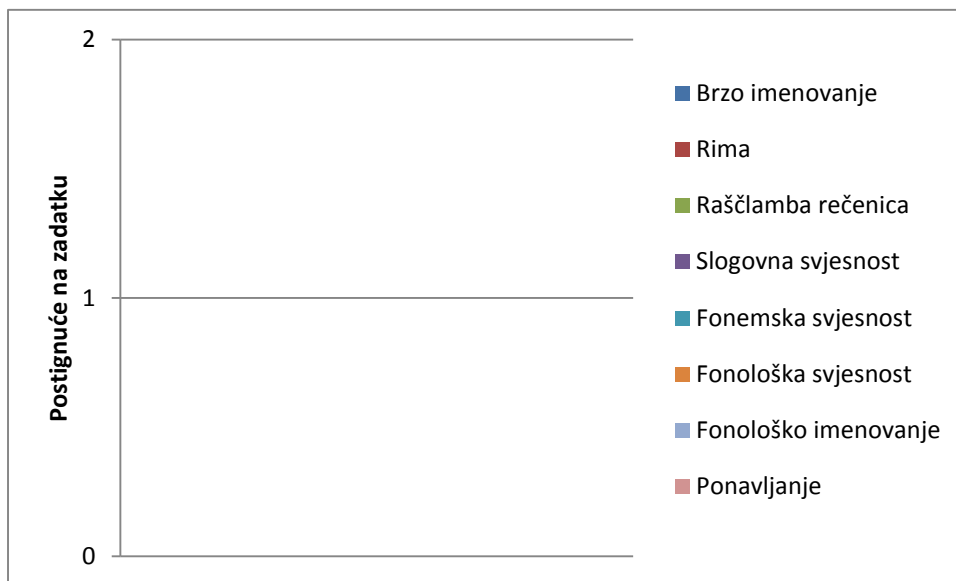 2
1
0
Postignuće na zadatku
Brzo imenovanje
Rima
Raščlamba rečenica
Slogovna svjesnost
Fonemska svjesnost
Fonološka svjesnost
Fonološko imenovanje
Ponavljanje